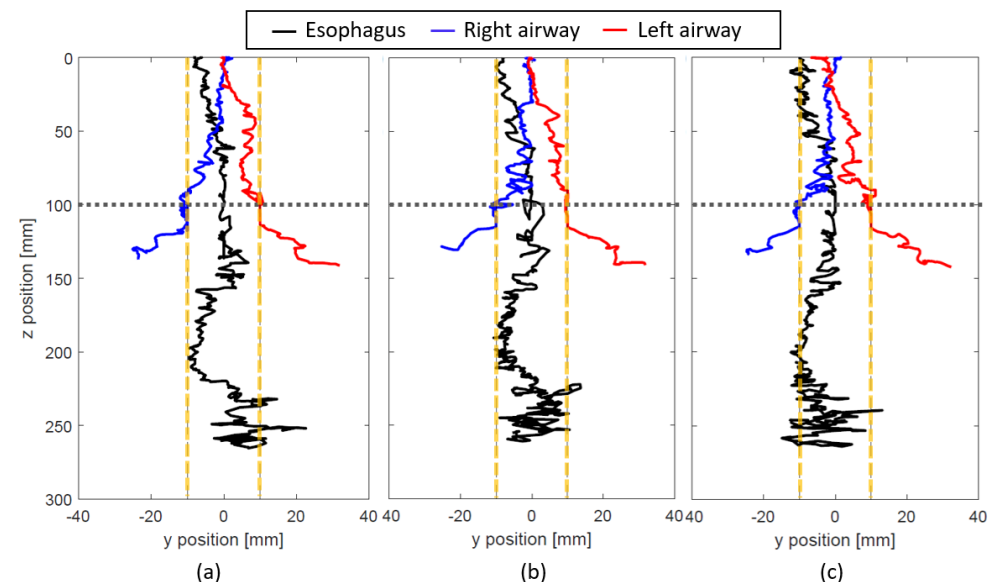 Esophagus Right airway Left airway
0
50
100
150
200
250
300
z position [mm]
-40 -20 0 20 40
y position [mm]
(a)
-20 0 20 40
y position [mm]
(b)
-20 0 20 40
y position [mm]
(c)